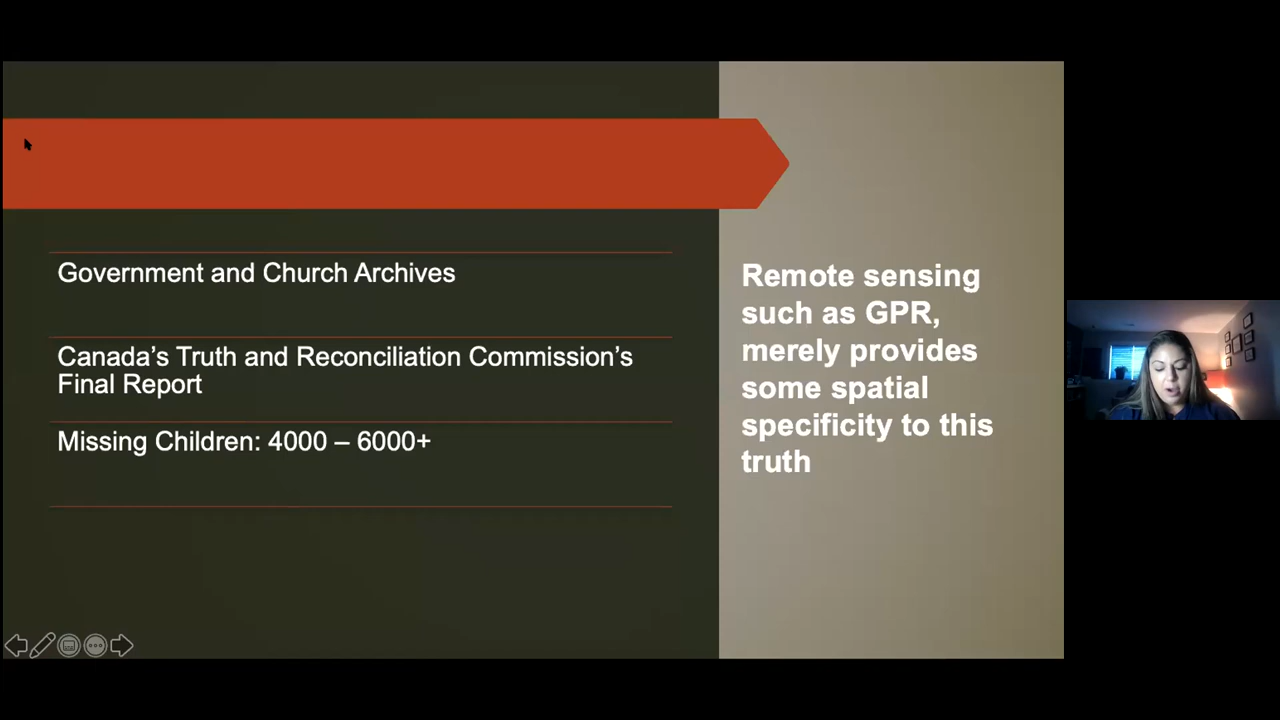 Government and Church Archives
Canada’s Truth and Reconciliation Commission’s
Final Report
Missing Children: 4000 – 6000+
Remote sensing
such as GPR,
merely provides
some spatial
specificity to this
truth